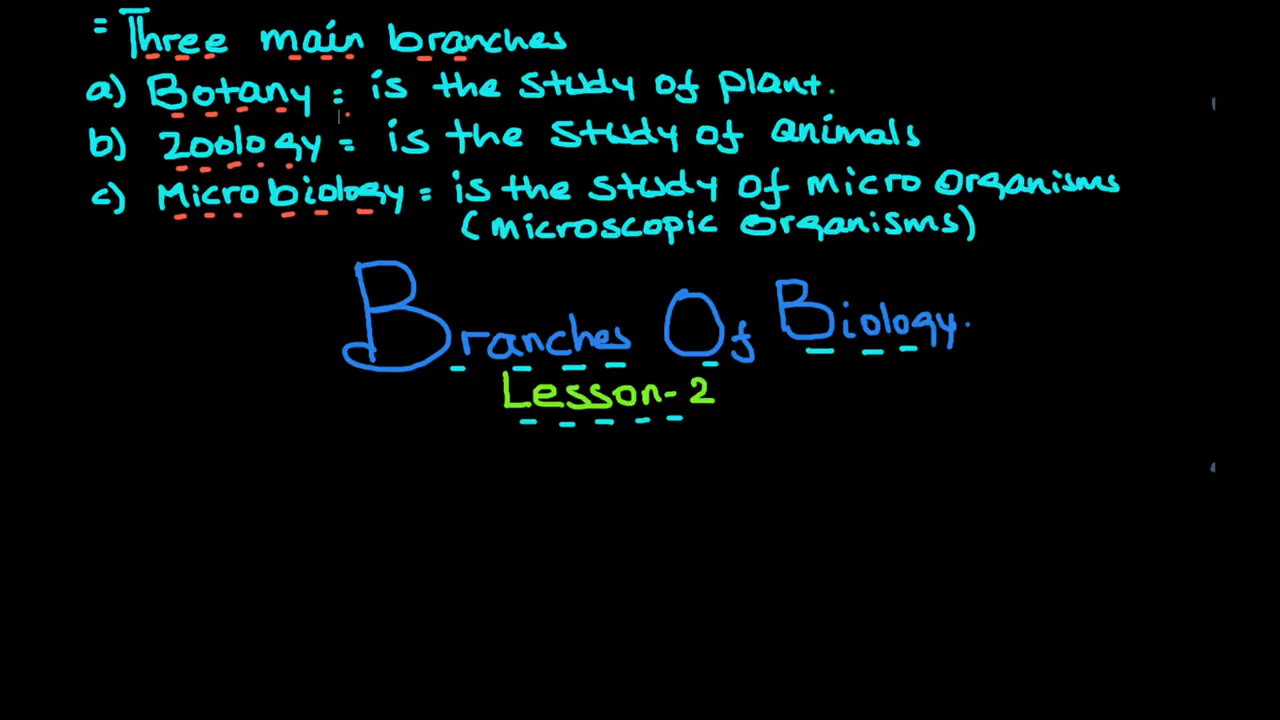 = Three main branches
a) Botany = is the study of plant.
b) Zoology = is the study of animals
c) Microbiology = is the study of micro organisms
(microscopic organisms)
Branches Of Biology.
Lesson-2